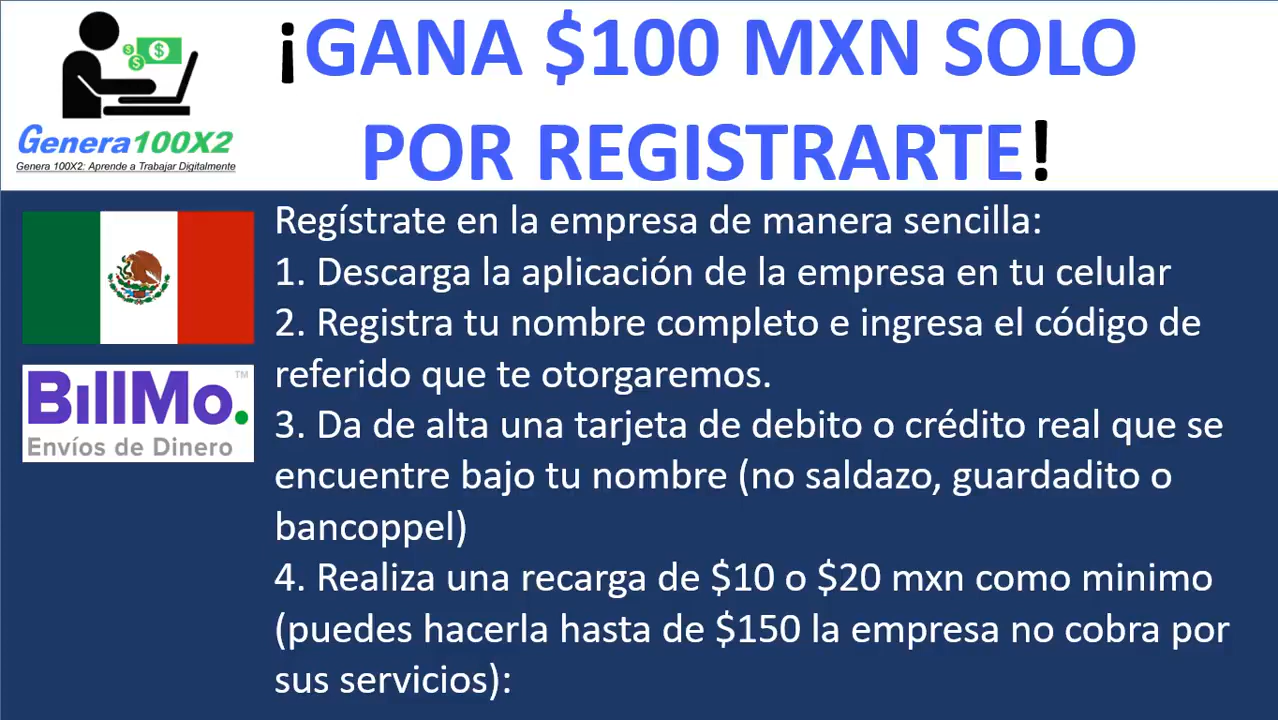 ¡GANA $100 MXN SOLO
POR REGISTRARTE!
Genera100X2
Genera 100X2: Aprende a Trabajar Digitalmente
BillMo.™
Envíos de Dinero
Regístrate en la empresa de manera sencilla:
1. Descarga la aplicación de la empresa en tu celular
2. Registra tu nombre completo e ingresa el código de
referido que te otorgaremos.
3. Da de alta una tarjeta de debito o crédito real que se
encuentre bajo tu nombre (no saldazo, guardadito o
bancoppel)
4. Realiza una recarga de $10 o $20 mxn como minimo
(puedes hacerla hasta de $150 la empresa no cobra por
sus servicios):